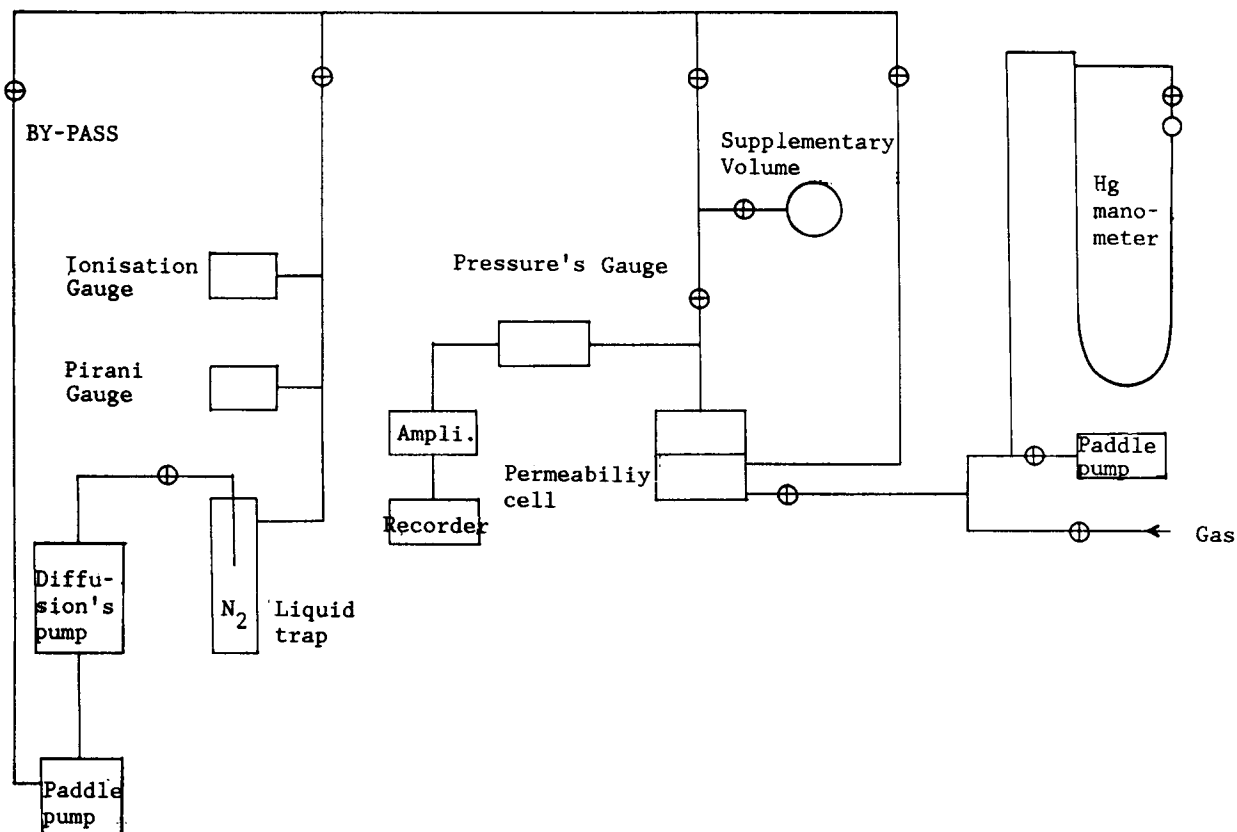 BY-PASS
Supplementary
Volume
Hg
mano-
meter
Ionisation
Gauge
Pressure's Gauge
Pirani
Gauge
Ampli.
Permeabiliy
cell
Paddle
pump
Recorder
Gas
Diffu-
sion's
pump
N2
Liquid
trap
Paddle
pump